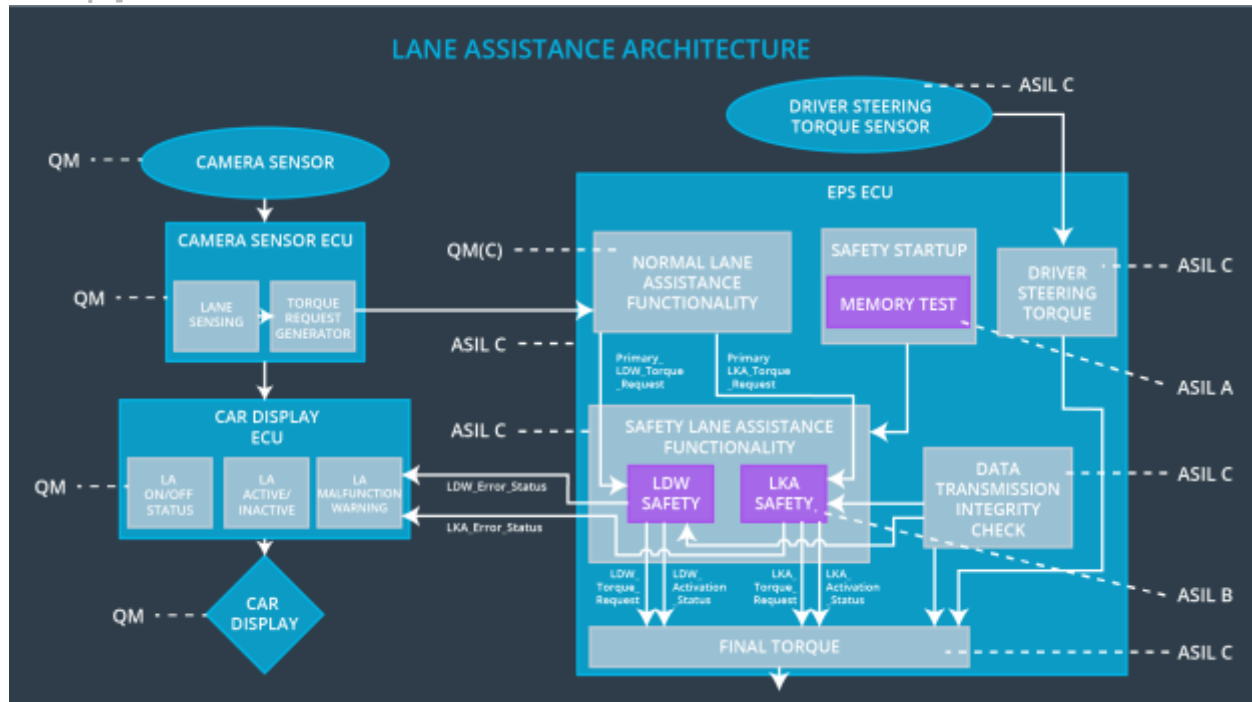 LANE ASSISTANCE ARCHITECTURE
ASIL C
DRIVER STEERING
TORQUE SENSOR
QM
CAMERA SENSOR
EPS ECU
CAMERA SENSOR ECU
QM
LANE
SENSING
TORQUE
REQUEST
GENERATOR
QM(C)
NORMAL LANE
ASSISTANCE
FUNCTIONALITY
SAFETY STARTUP
MEMORY TEST
DRIVER
STEERING
TORQUE
ASIL C
ASIL C
Primary_
LDW_Torque
_Request
Primary
LKA_Torque
_Request
ASIL A
CAR DISPLAY
ECU
QM
LA
ON/OFF
STATUS
LA
ACTIVE/
INACTIVE
LA
MALFUNCTION
WARNING
ASIL C
SAFETY LANE ASSISTANCE
FUNCTIONALITY
LDW
SAFETY
LKA
SAFETY
DATA
TRANSMISSION
INTEGRITY
CHECK
ASIL C
LDW_Error_Status
LKA_Error_Status
LDW_
Torque_
Request
LDW_
Activation
_Status
LKA_
Torque_
Request
LKA_
Activation
_Status
ASIL B
QM
CAR
DISPLAY
FINAL TORQUE
ASIL C